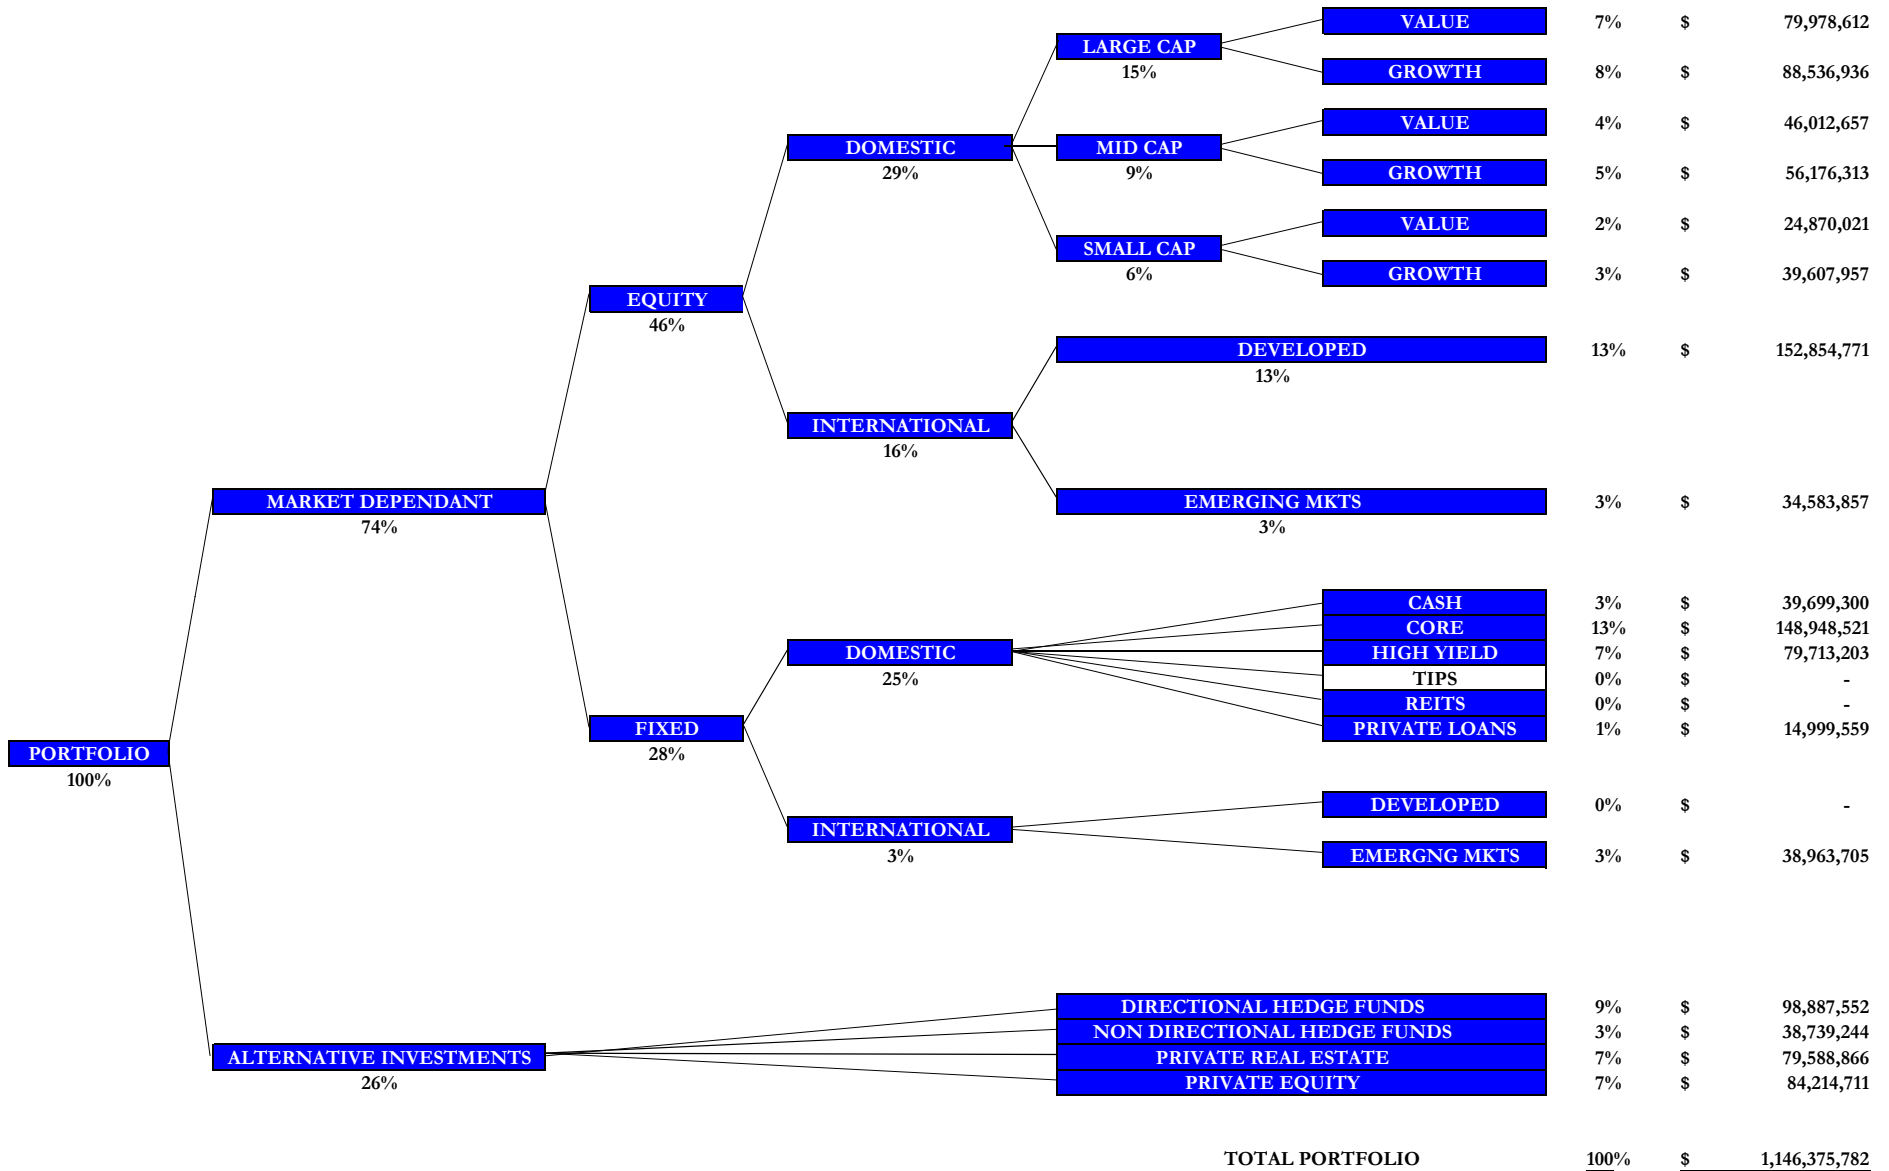 VALUE 7% $ 79,978,612
LARGE CAP
15%
GROWTH 8% $ 88,536,936
VALUE 4% $ 46,012,657
DOMESTIC MID CAP
29% 9%
GROWTH 5% $ 56,176,313
VALUE 2% $ 24,870,021
SMALL CAP
6%
GROWTH 3% $ 39,607,957
EQUITY
46%
DEVELOPED 13% $ 152,854,771
13%
INTERNATIONAL
16%
MARKET DEPENDANT EMERGING MKTS 3% $ 34,583,857
74% 3%
CASH 3% $ 39,699,300
CORE 13% $ 148,948,521
DOMESTIC HIGH YIELD 7% $ 79,713,203
25% TIPS 0% $ -
REITS 0% $ -
FIXED PRIVATE LOANS 1% $ 14,999,559
PORTFOLIO 28%
100%
DEVELOPED 0% $ -
INTERNATIONAL
3% EMERGNG MKTS 3% $ 38,963,705
DIRECTIONAL HEDGE FUNDS 9% $ 98,887,552
NON DIRECTIONAL HEDGE FUNDS 3% $ 38,739,244
ALTERNATIVE INVESTMENTS PRIVATE REAL ESTATE 7% $ 79,588,866
26% PRIVATE EQUITY 7% $ 84,214,711
TOTAL PORTFOLIO 100% $ 1,146,375,782